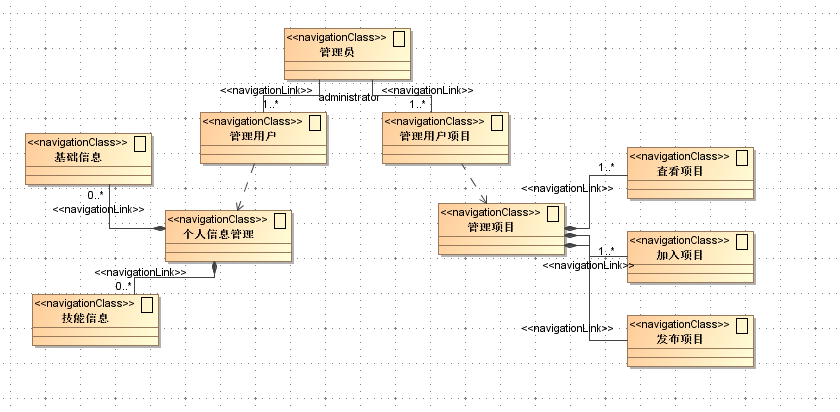 <<navigationClass>>
管理员
<<navigationLink>>
administrator
<<navigationLink>>
1..*
1..*
<<navigationClass>>
管理用户
<<navigationClass>>
管理用户项目
<<navigationClass>>
基础信息
<<navigationClass>>
查看项目
1..*
<<navigationLink>>
0..*
<<navigationLink>>
<<navigationClass>>
个人信息管理
<<navigationClass>>
管理项目
<<navigationClass>>
加入项目
1..*
<<navigationLink>>
<<navigationLink>>
0..*
<<navigationClass>>
技能信息
<<navigationLink>>
<<navigationClass>>
发布项目